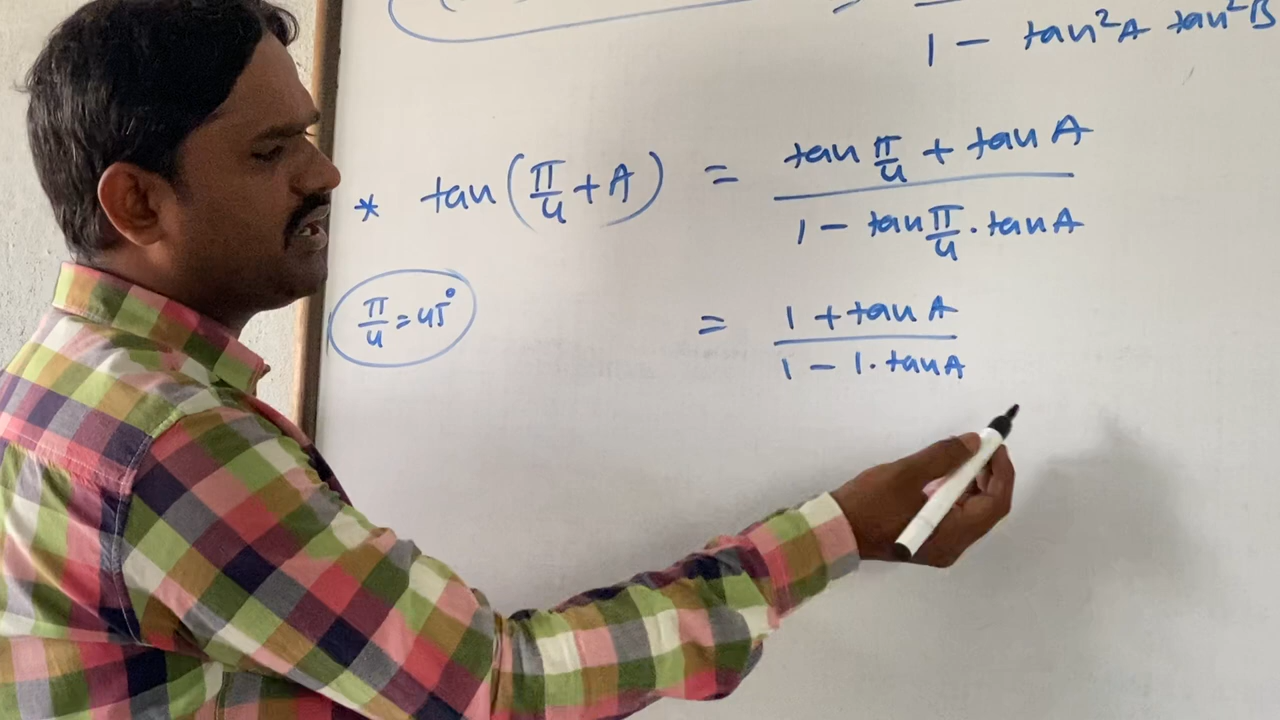 = 1 - tan²A tan²B
* tan(π/4 + A) = (tan π/4 + tan A)/(1 - tan π/4 . tan A)
π/4 = 45°
= (1 + tan A)/(1 - 1. tan A)